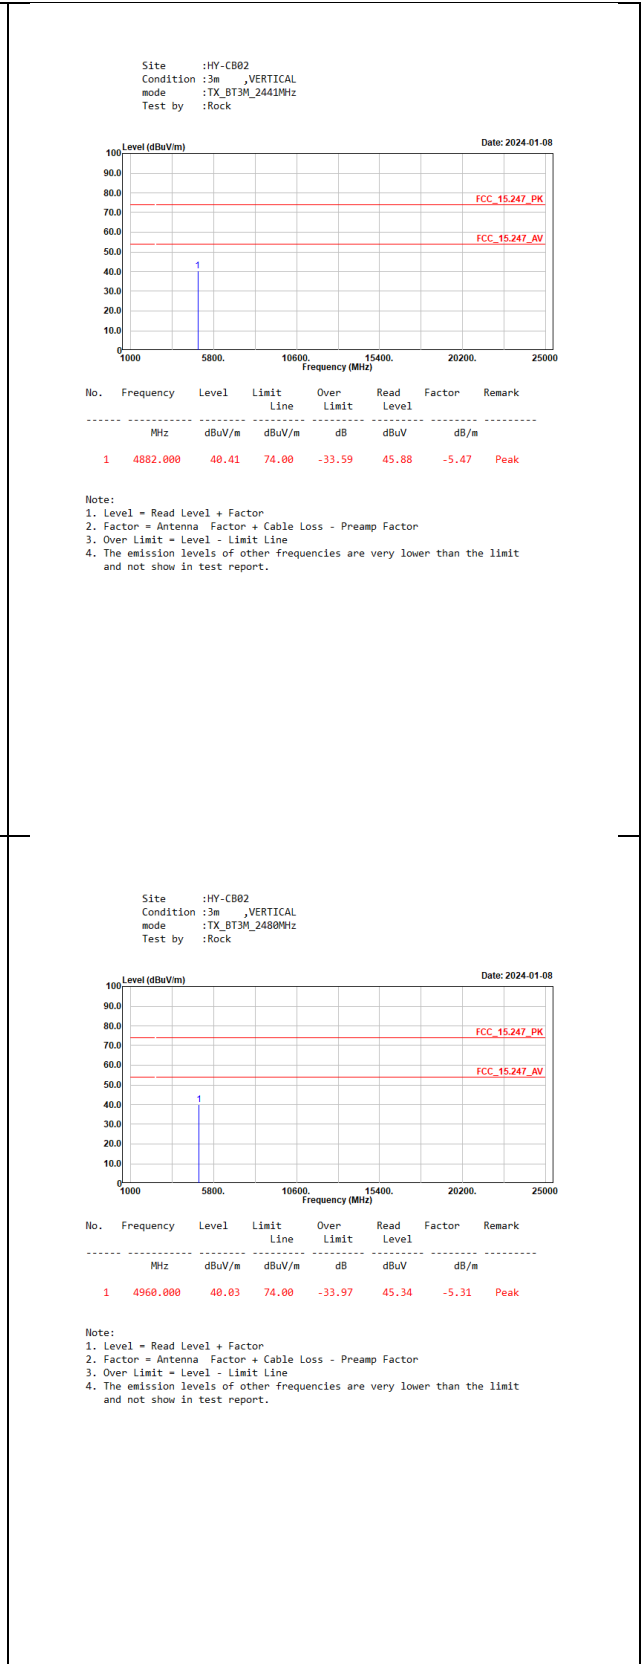 Site      :HY-CB02
Condition :3m    ,VERTICAL
mode      :TX_BT3M_2441MHz
Test by   :Rock
Level (dBuV/m)
Date: 2024-01-08
100
90.0
80.0
FCC_15.247_PK
70.0
60.0
FCC_15.247_AV
50.0
1
40.0
30.0
20.0
10.0
0
1000 5800. 10600. 15400. 20200. 25000
Frequency (MHz)
No. Frequency Level Limit Over Read Factor Remark
Line Limit Level
------ ----------- -------- --------- --------- --------- -------- ---------
MHz dBuV/m dBuV/m dB dBuV dB/m
1 4882.000 40.41 74.00 -33.59 45.88 -5.47 Peak
Note:
1. Level = Read Level + Factor
2. Factor = Antenna  Factor + Cable Loss - Preamp Factor
3. Over Limit = Level - Limit Line
4. The emission levels of other frequencies are very lower than the limit
and not show in test report.
Site      :HY-CB02
Condition :3m    ,VERTICAL
mode      :TX_BT3M_2480MHz
Test by   :Rock
Level (dBuV/m)
Date: 2024-01-08
100
90.0
80.0
FCC_15.247_PK
70.0
60.0
FCC_15.247_AV
50.0
1
40.0
30.0
20.0
10.0
0
1000 5800. 10600. 15400. 20200. 25000
Frequency (MHz)
No. Frequency Level Limit Over Read Factor Remark
Line Limit Level
------ ----------- -------- --------- --------- --------- -------- ---------
MHz dBuV/m dBuV/m dB dBuV dB/m
1 4960.000 40.03 74.00 -33.97 45.34 -5.31 Peak
Note:
1. Level = Read Level + Factor
2. Factor = Antenna  Factor + Cable Loss - Preamp Factor
3. Over Limit = Level - Limit Line
4. The emission levels of other frequencies are very lower than the limit
and not show in test report.